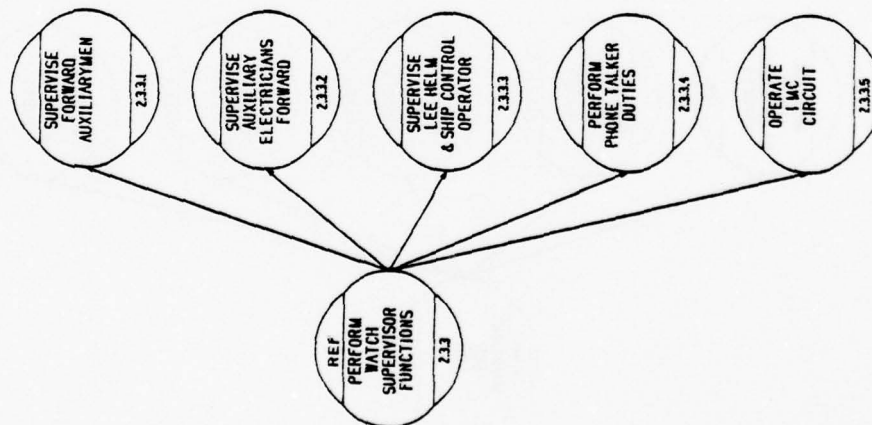 REF
PERFORM
WATCH
SUPERVISOR
FUNCTIONS
2.3.3
SUPERVISE
FORWARD
AUXILIARYMEN
2.3.3.1
SUPERVISE
AUXILIARY
ELECTRICIANS
FORWARD
2.3.3.2
SUPERVISE
LEE HELM
& SHIP CONTROL
OPERATOR
2.3.3.3
PERFORM
PHONE TALKER
DUTIES
2.3.3.4
OPERATE
1 MC
CIRCUIT
2.3.3.5